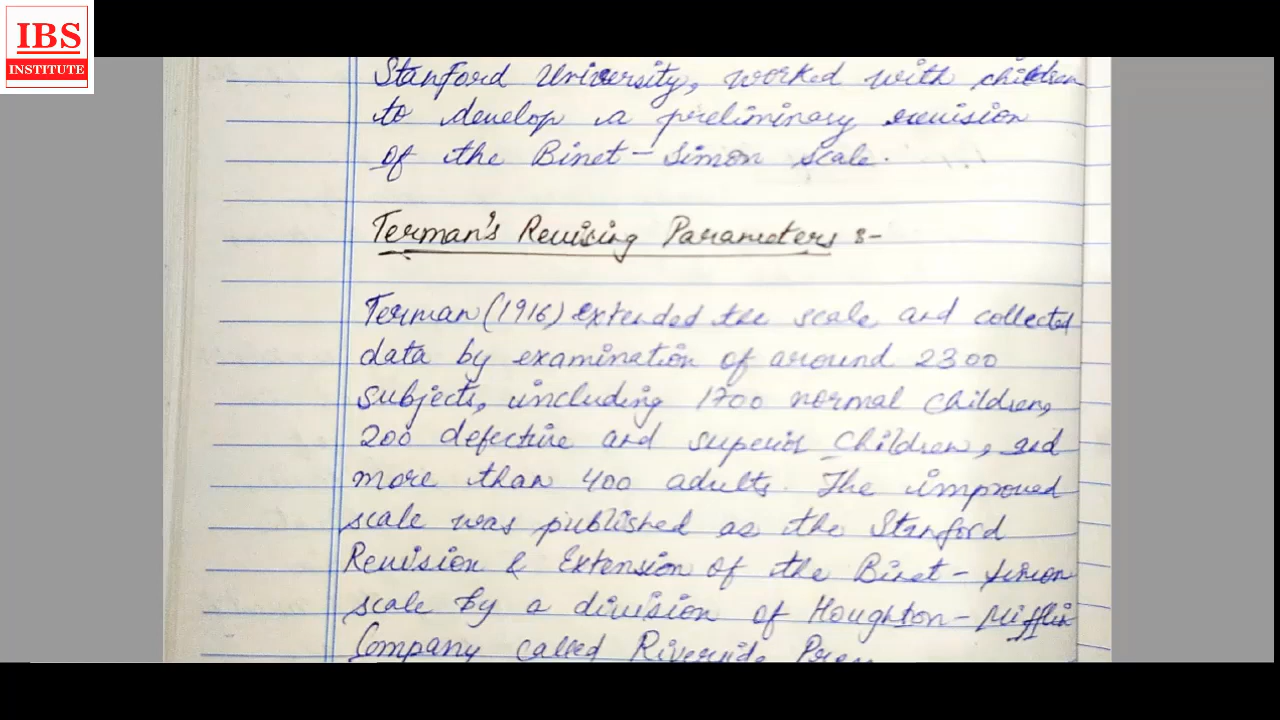 IBS
INSTITUTE
Stanford University, worked with children
to develop a preliminary revision
of the Binet-Simon scale.
Terman's Revising Parameters :-
Terman (1916) extended the scale and collected
data by examination of around 2300
subjects, including 1700 normal children,
200 defective and superior children, and
more than 400 adults. The improved
scale was published as the Stanford
Revision & Extension of the Binet-Simon
scale by a division of Houghton-Mifflin
Company called Riverside Press